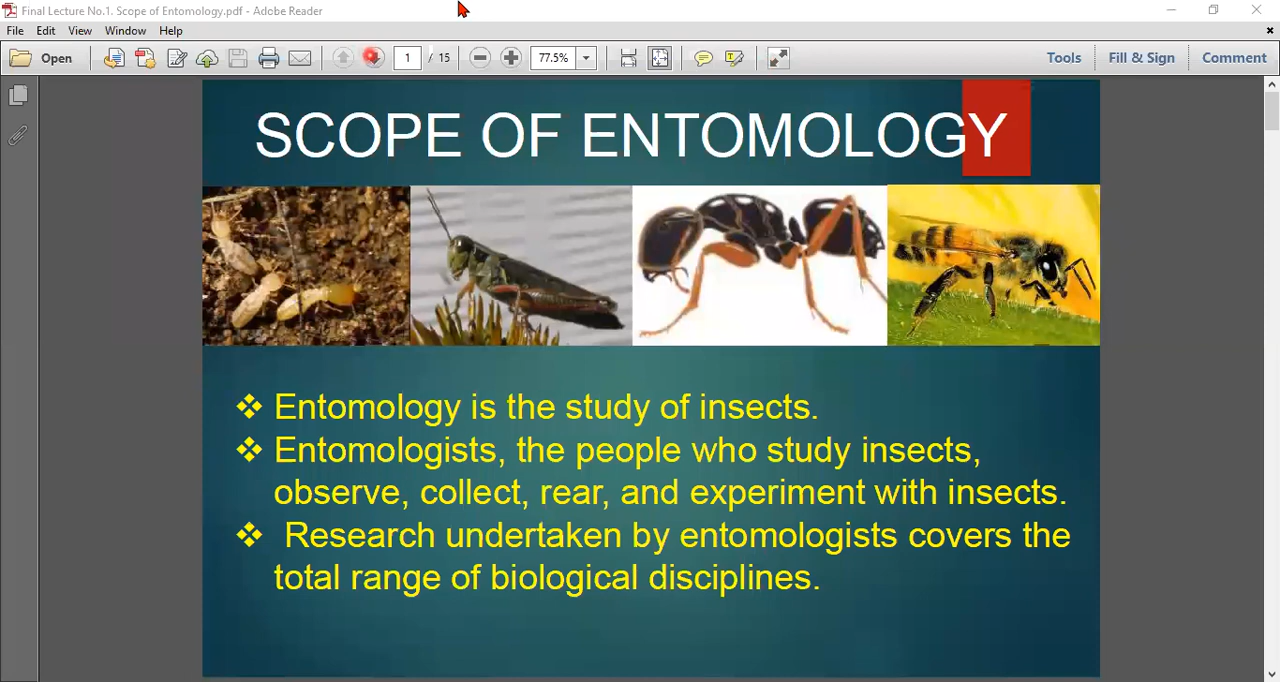 Final Lecture No.1. Scope of Entomology.pdf - Adobe Reader
File Edit View Window Help
Open 1 / 15 77.5% Tools Fill & Sign Comment
SCOPE OF ENTOMOLOGY
❖ Entomology is the study of insects.
❖ Entomologists, the people who study insects,
observe, collect, rear, and experiment with insects.
❖ Research undertaken by entomologists covers the
total range of biological disciplines.